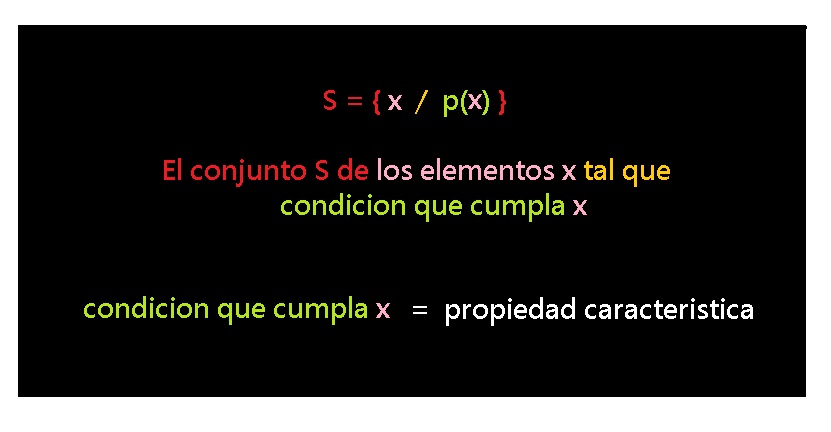 S = { x / p(x) }
El conjunto S de los elementos x tal que
condicion que cumpla x
condicion que cumpla x = propiedad caracteristica